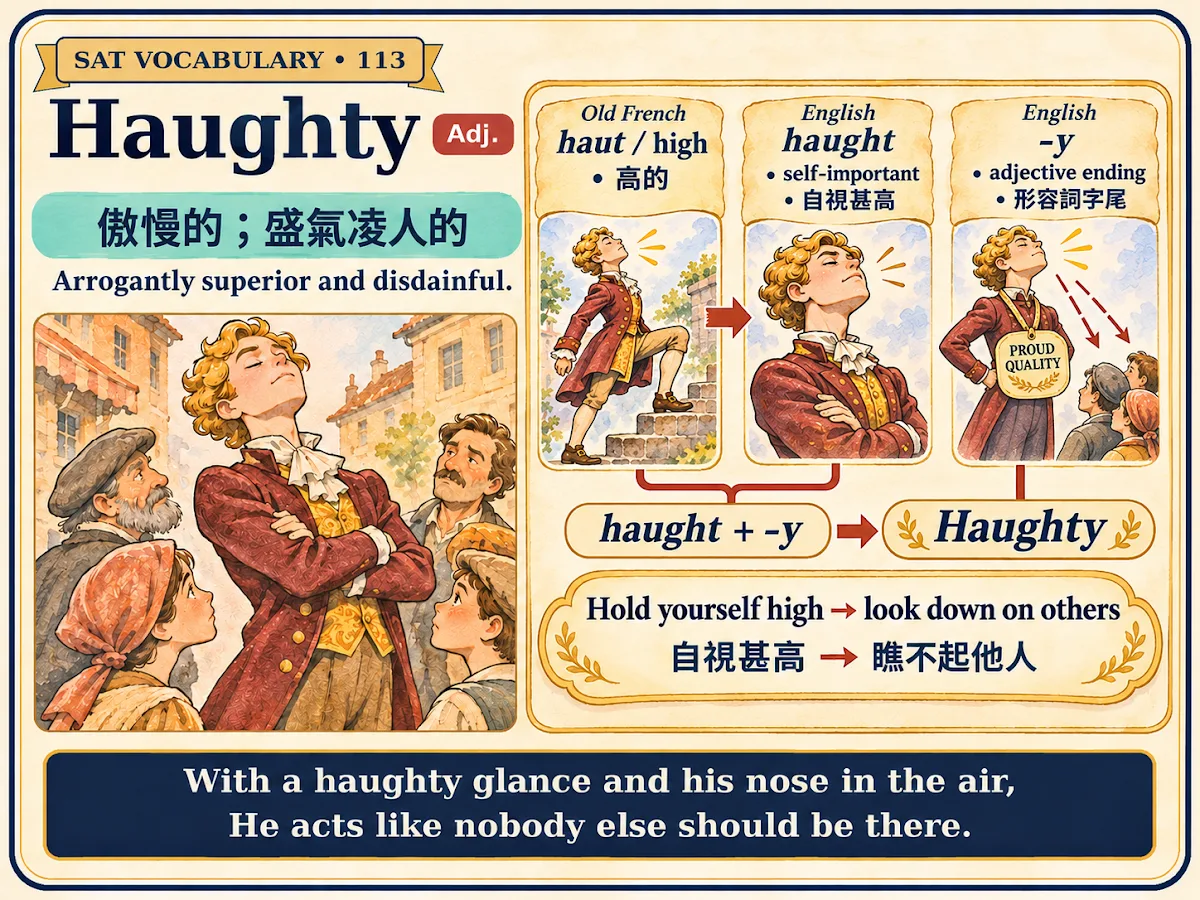 SAT VOCABULARY • 113
Haughty
Adj.
傲慢的；盛氣凌人的
Arrogantly superior and disdainful.
Old French
haut / high
• 高的
English
haught
• self-important
• 自視甚高
English
-y
• adjective ending
• 形容詞字尾
PROUD
QUALITY
haught + -y
Haughty
Hold yourself high → look down on others
自視甚高 → 瞧不起他人
With a haughty glance and his nose in the air,
He acts like nobody else should be there.